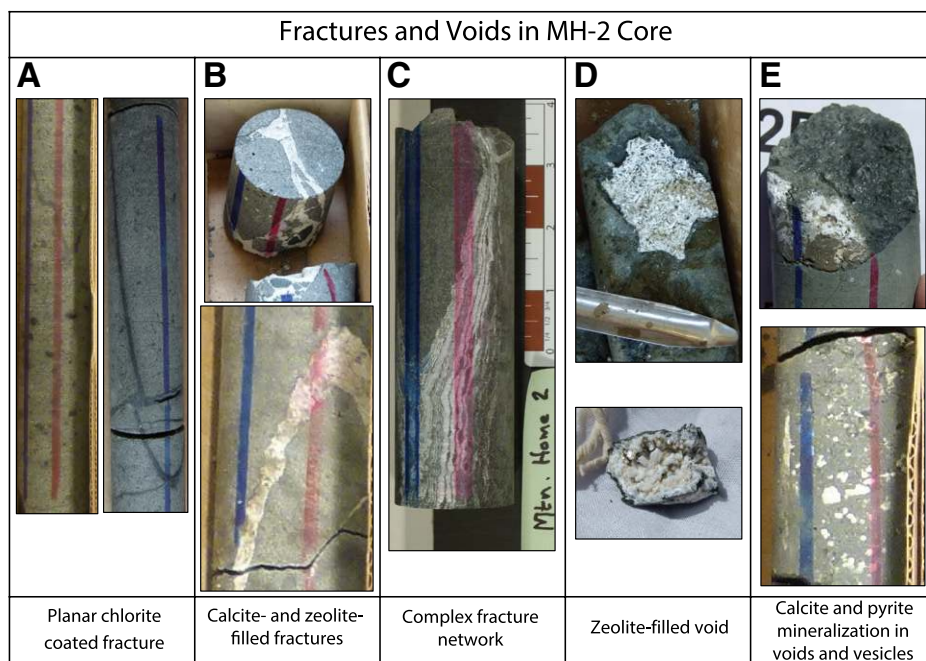 Fractures and Voids in MH-2 Core
A
B
C
D
E
4
3
2
1
0
Mtn. Home 2
Planar chlorite
coated fracture
Calcite- and zeolite-
filled fractures
Complex fracture
network
Zeolite-filled void
Calcite and pyrite
mineralization in
voids and vesicles